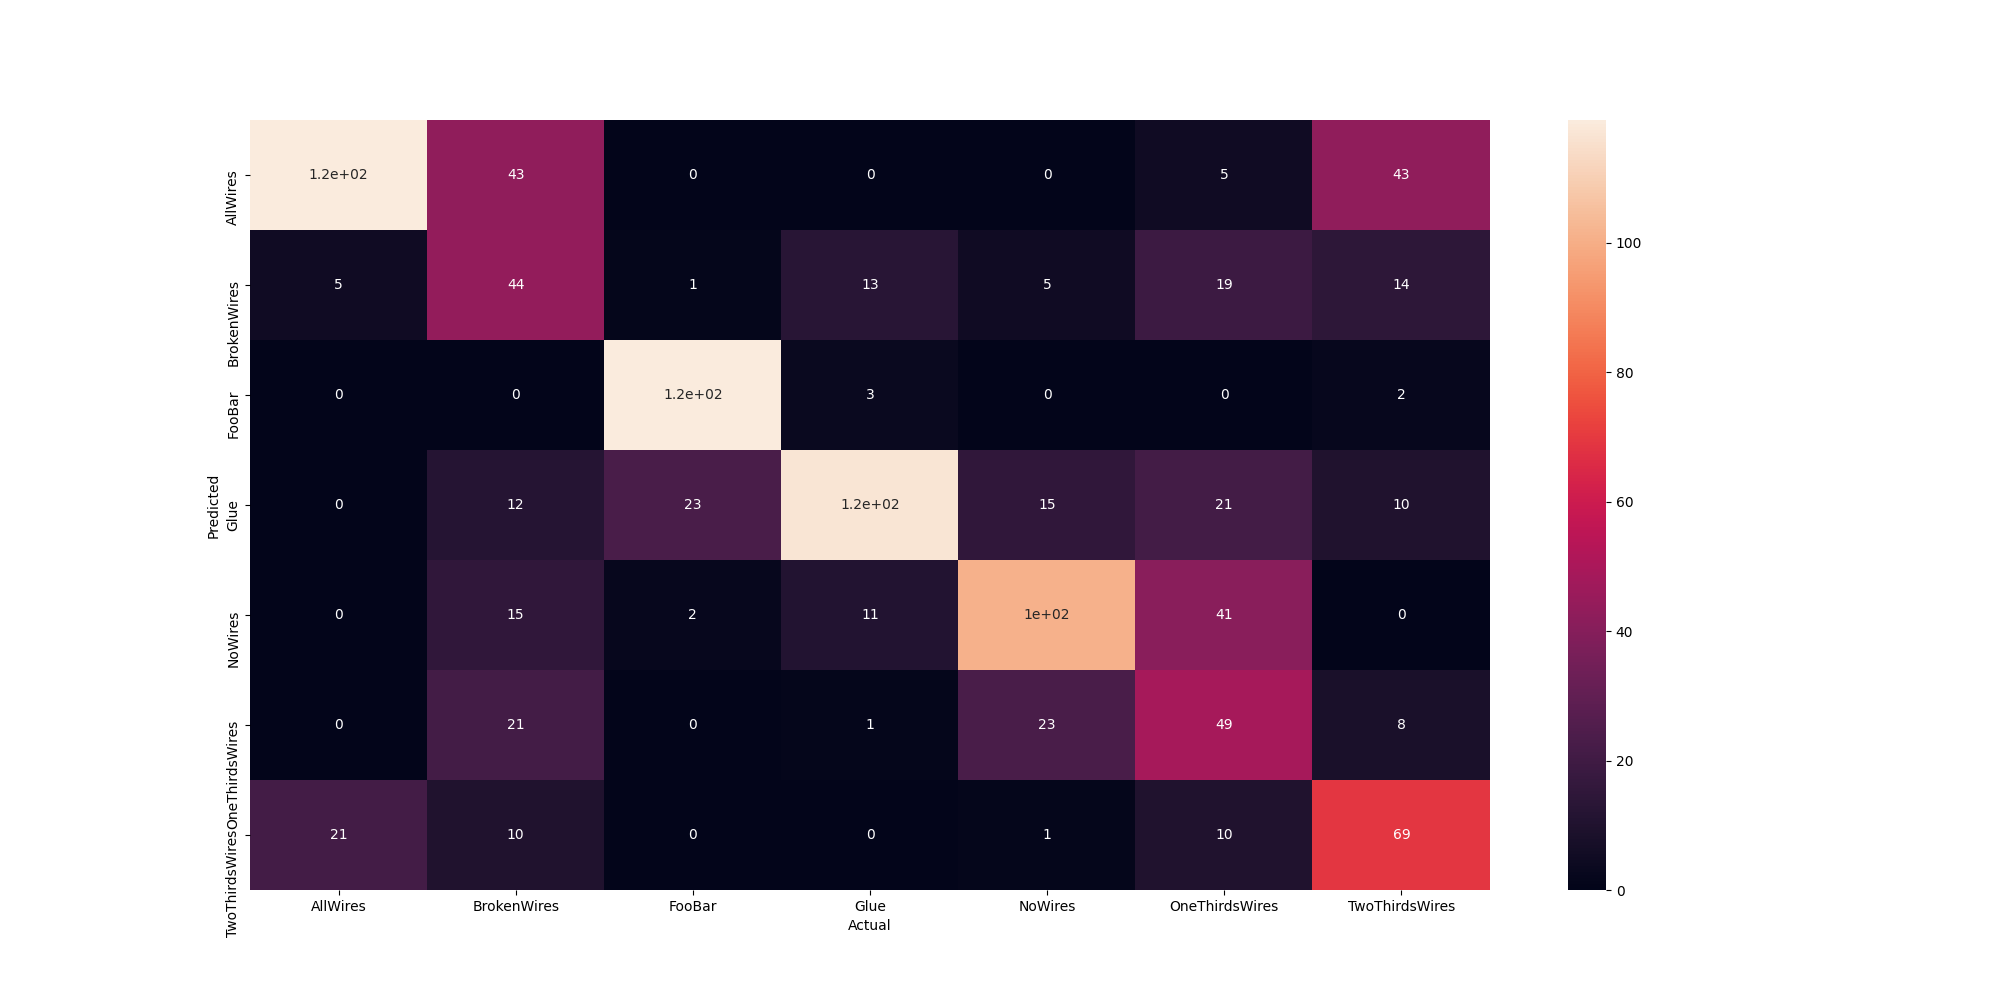 AllWires 1.2e+02 43 0 0 0 5 43
100
BrokenWires 5 44 1 13 5 19 14
80
FooBar 0 0 1.2e+02 3 0 0 2
60
Predicted
Glue 0 12 23 1.2e+02 15 21 10
40
NoWires 0 15 2 11 1e+02 41 0
20
OneThirdsWires 0 21 0 1 23 49 8
TwoThirdsWires 21 10 0 0 1 10 69
0
AllWires BrokenWires FooBar Glue NoWires OneThirdsWires TwoThirdsWires
Actual